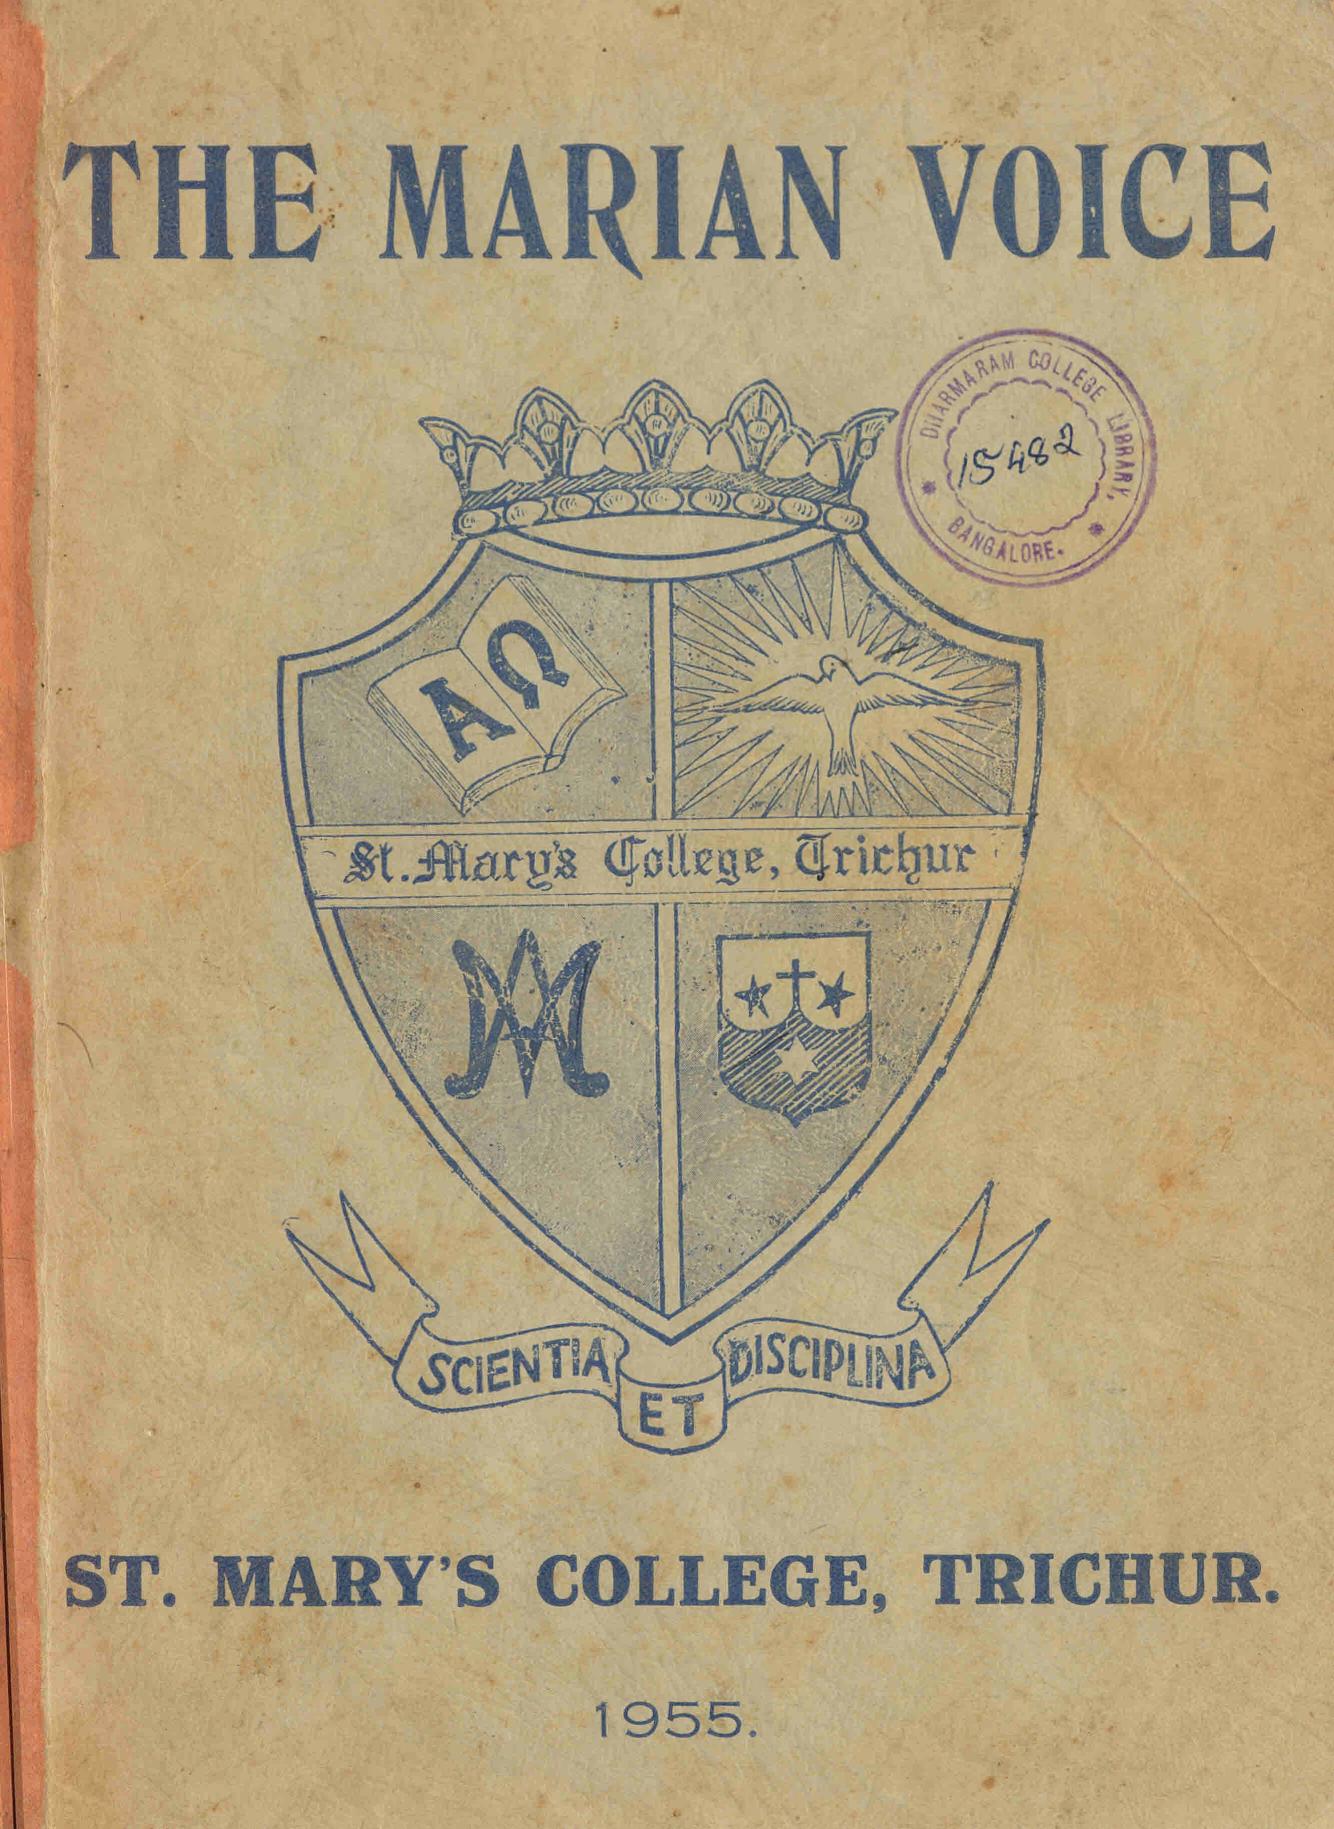 THE MARIAN VOICE
DHARMARAM COLLEGE LIBRARY,
15482
* BANGALORE. *
Α Ω
St. Mary's College, Trichur
SCIENTIA ET DISCIPLINA
ST. MARY'S COLLEGE, TRICHUR.
1955.